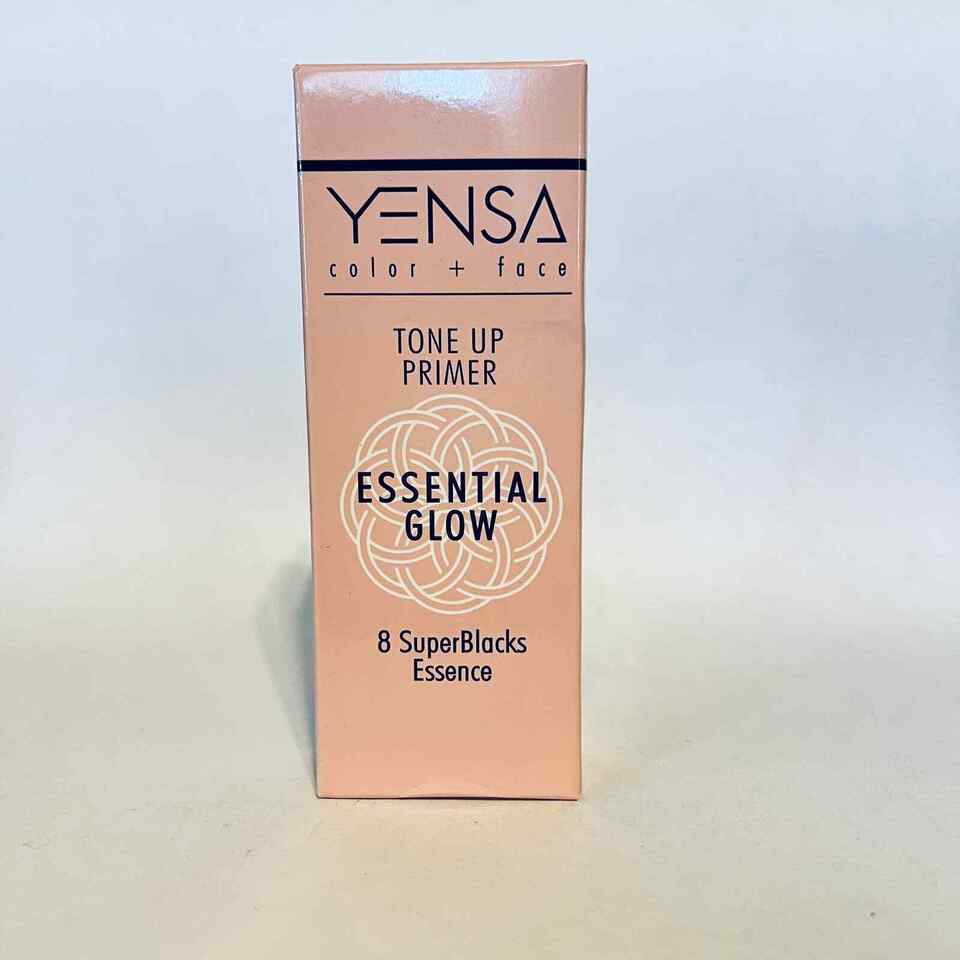 YENSA
color + face
TONE UP
PRIMER
ESSENTIAL
GLOW
8 SuperBlacks
Essence